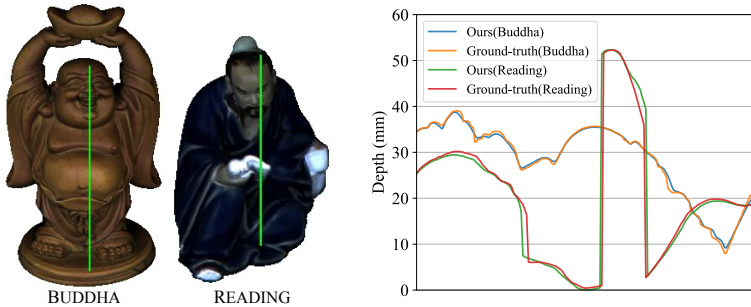 BUDDHA
READING
Depth (mm)
60
50
40
30
20
10
0
Ours(Buddha)
Ground-truth(Buddha)
Ours(Reading)
Ground-truth(Reading)